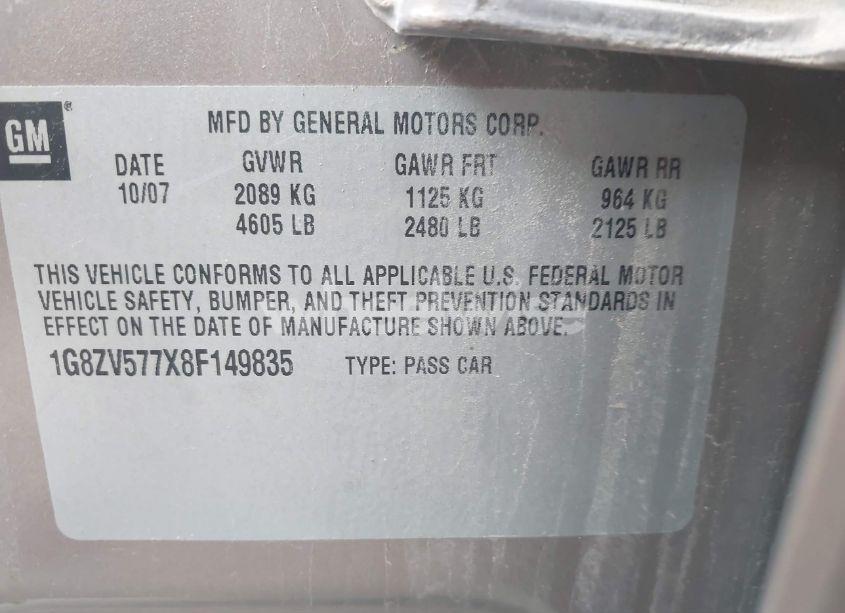 GM®
MFD BY GENERAL MOTORS CORP.
DATE GVWR GAWR FRT GAWR RR
10/07 2089 KG 1125 KG 964 KG
4605 LB 2480 LB 2125 LB
THIS VEHICLE CONFORMS TO ALL APPLICABLE U.S. FEDERAL MOTOR
VEHICLE SAFETY, BUMPER, AND THEFT PREVENTION STANDARDS IN
EFFECT ON THE DATE OF MANUFACTURE SHOWN ABOVE.
1G8ZV577X8F149835 TYPE: PASS CAR